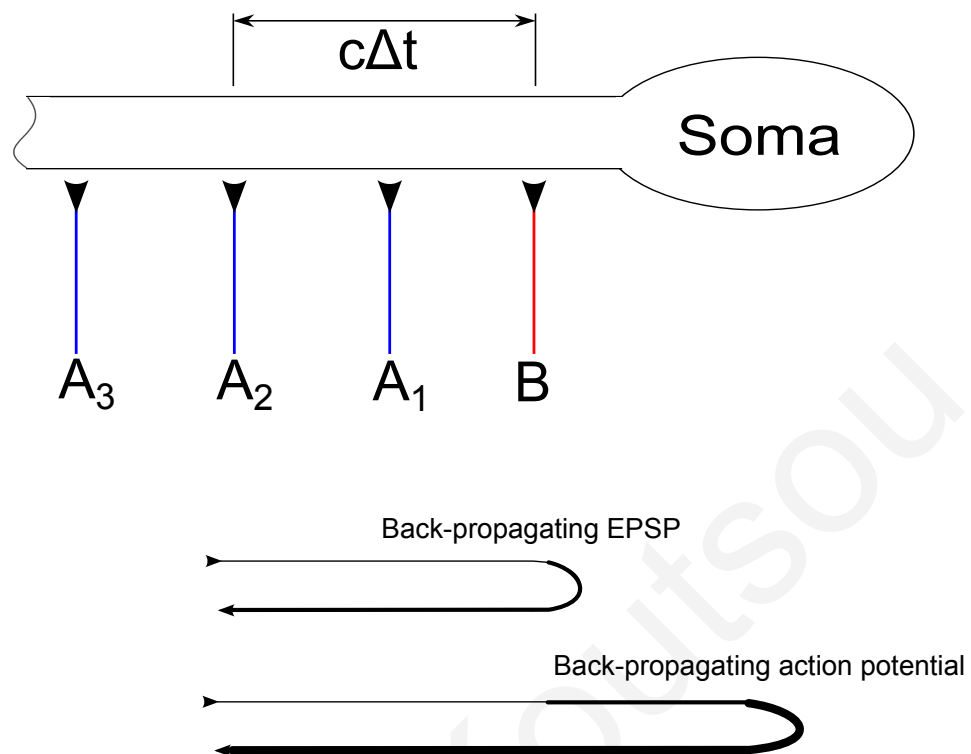 cΔt
Soma
A₃ A₂ A₁ B
Back-propagating EPSP
Back-propagating action potential